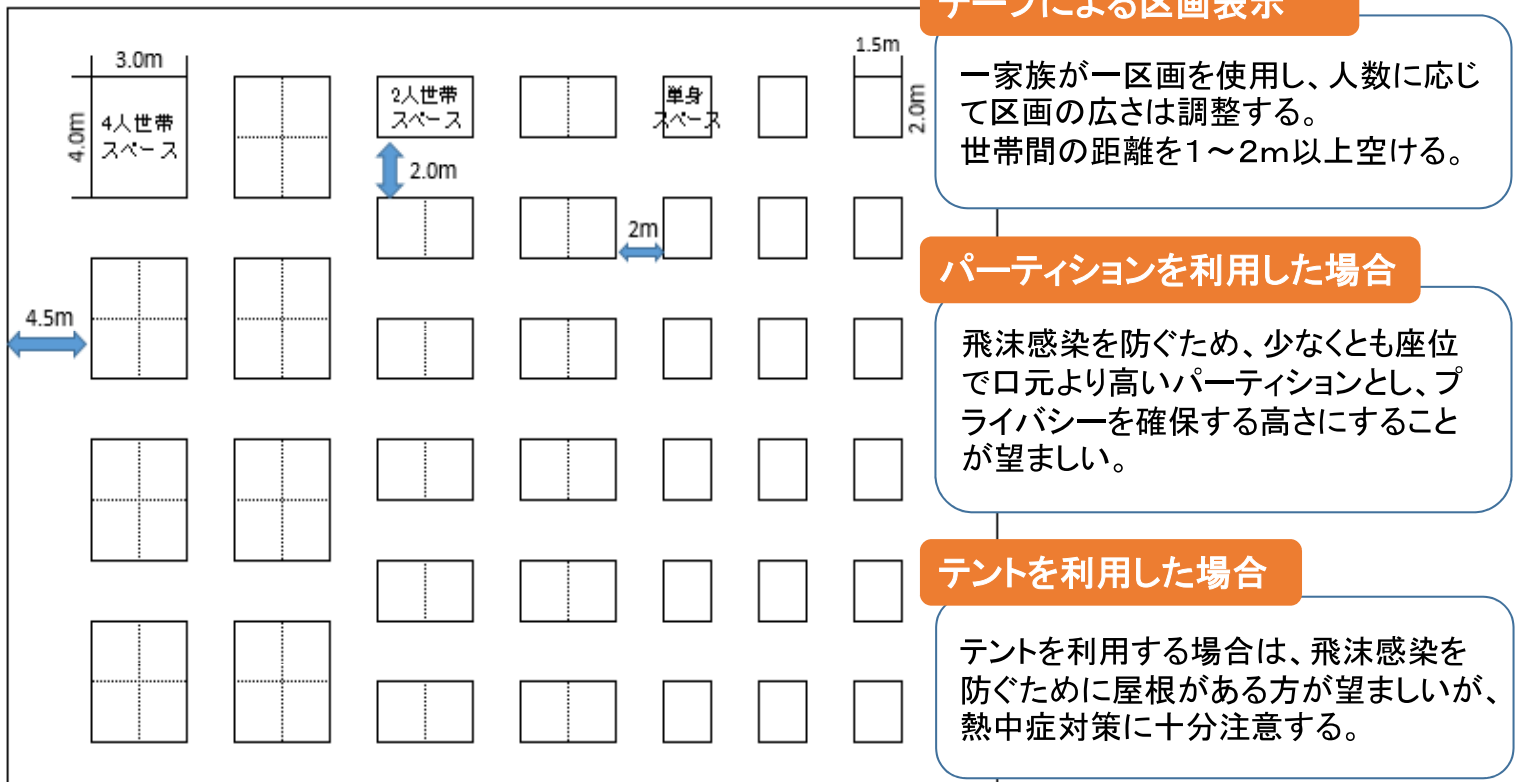 テープによる区画表示
一家族が一区画を使用し、人数に応じ
て区画の広さは調整する。
世帯間の距離を1～2m以上空ける。
3.0m
4.0m
4人世帯
スペース
2人世帯
スペース
2.0m
単身
スペース
1.5m
2.0m
2m
4.5m
パーティションを利用した場合
飛沫感染を防ぐため、少なくとも座位
で口元より高いパーティションとし、プ
ライバシーを確保する高さにすること
が望ましい。
テントを利用した場合
テントを利用する場合は、飛沫感染を
防ぐために屋根がある方が望ましいが、
熱中症対策に十分注意する。